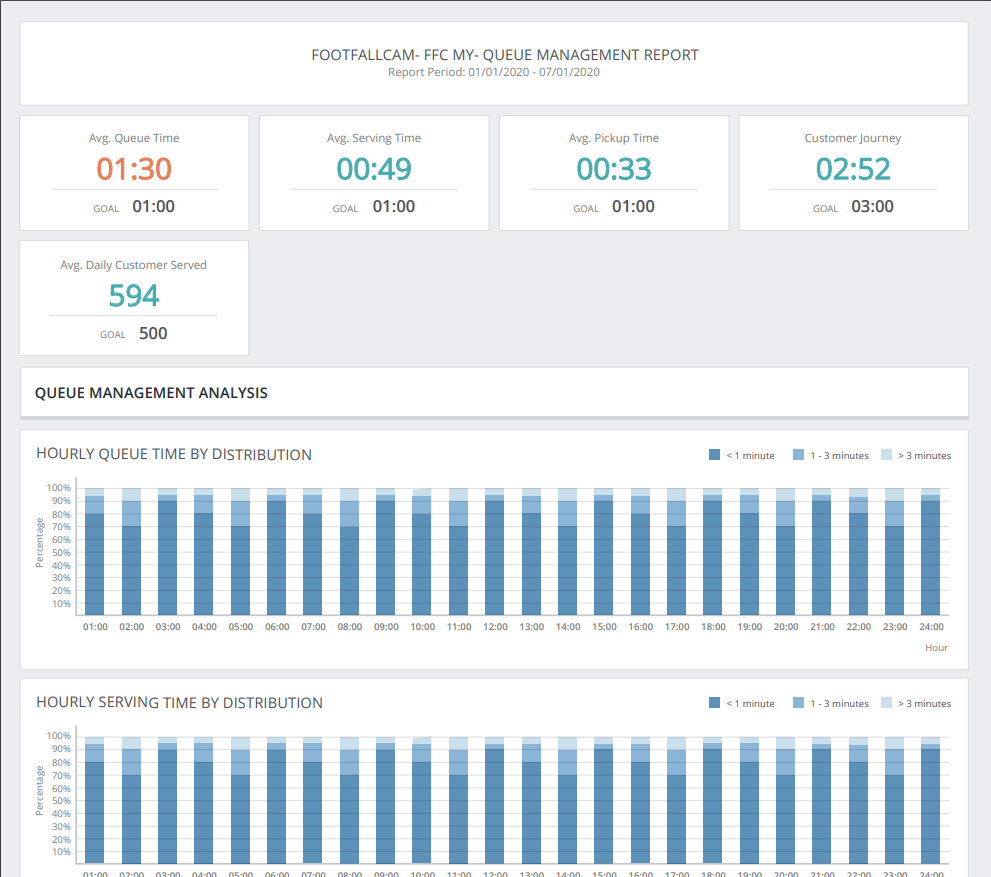 FOOTFALLCAM- FFC MY- QUEUE MANAGEMENT REPORT
Report Period: 01/01/2020 - 07/01/2020
Avg. Queue Time
01:30
GOAL 01:00
Avg. Serving Time
00:49
GOAL 01:00
Avg. Pickup Time
00:33
GOAL 01:00
Customer Journey
02:52
GOAL 03:00
Avg. Daily Customer Served
594
GOAL 500
QUEUE MANAGEMENT ANALYSIS
HOURLY QUEUE TIME BY DISTRIBUTION
< 1 minute 1 - 3 minutes > 3 minutes
Percentage
100%
90%
80%
70%
60%
50%
40%
30%
20%
10%
01:00 02:00 03:00 04:00 05:00 06:00 07:00 08:00 09:00 10:00 11:00 12:00 13:00 14:00 15:00 16:00 17:00 18:00 19:00 20:00 21:00 22:00 23:00 24:00
Hour
HOURLY SERVING TIME BY DISTRIBUTION
< 1 minute 1 - 3 minutes > 3 minutes
Percentage
100%
90%
80%
70%
60%
50%
40%
30%
20%
10%
01:00 02:00 03:00 04:00 05:00 06:00 07:00 08:00 09:00 10:00 11:00 12:00 13:00 14:00 15:00 16:00 17:00 18:00 19:00 20:00 21:00 22:00 23:00 24:00